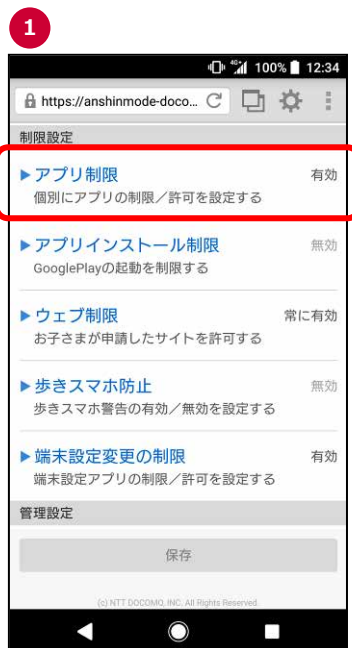 1
100% 12:34
https://anshinmode-doco...
制限設定
▶アプリ制限 有効
個別にアプリの制限／許可を設定する
▶アプリインストール制限 無効
GooglePlayの起動を制限する
▶ウェブ制限 常に有効
お子さまが申請したサイトを許可する
▶歩きスマホ防止 無効
歩きスマホ警告の有効／無効を設定する
▶端末設定変更の制限 有効
端末設定アプリの制限／許可を設定する
管理設定
保存
(c) NTT DOCOMO, INC. All Rights Reserved.